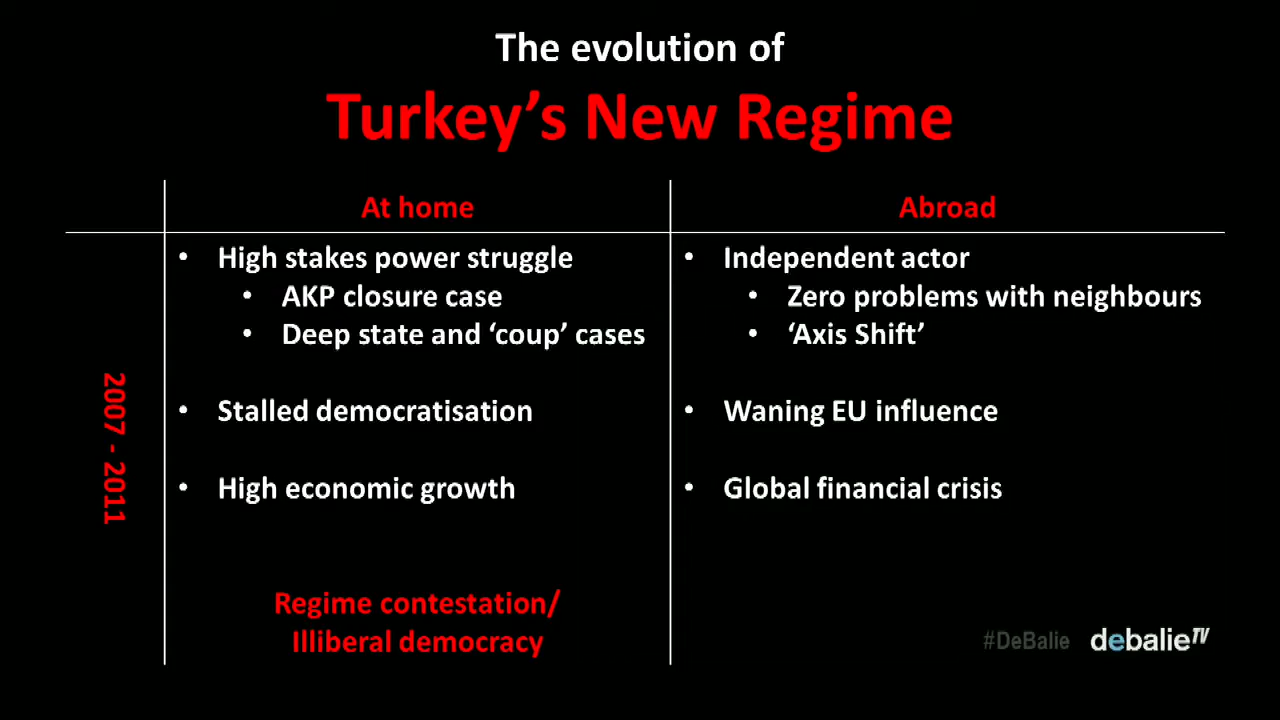 The evolution of
Turkey’s New Regime
At home
Abroad
2007 - 2011
• High stakes power struggle
• AKP closure case
• Deep state and ‘coup’ cases
• Stalled democratisation
• High economic growth
Regime contestation/
Illiberal democracy
• Independent actor
• Zero problems with neighbours
• ‘Axis Shift’
• Waning EU influence
• Global financial crisis
#DeBalie debalieTV